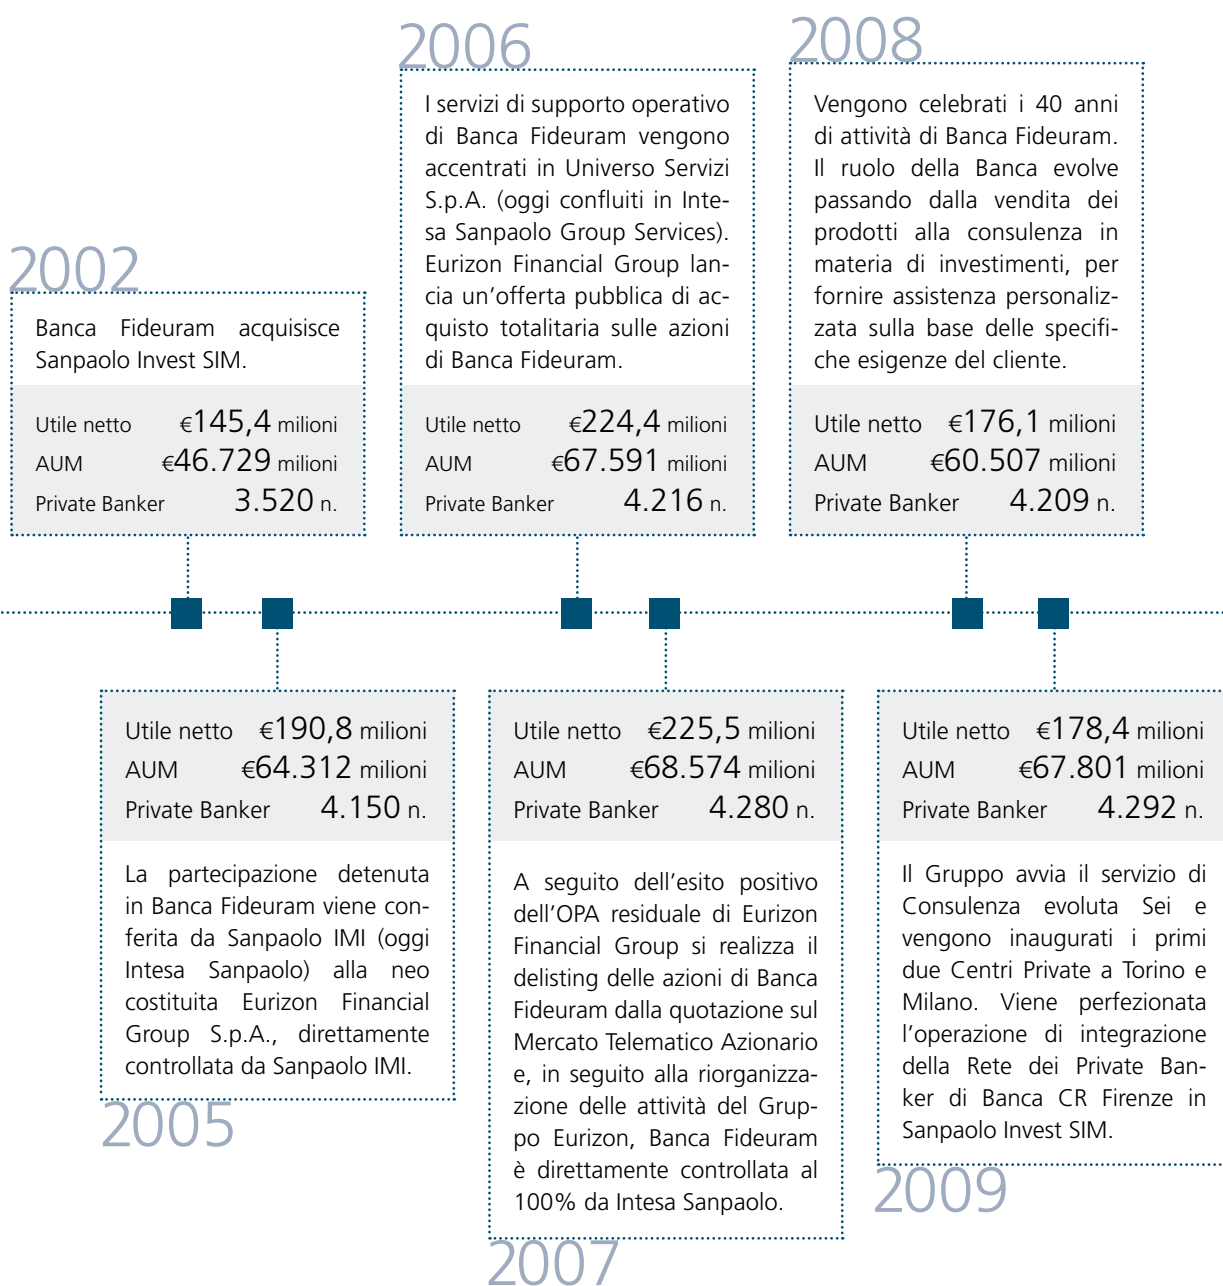 2002
Banca Fideuram acquisisce
Sanpaolo Invest SIM.
Utile netto €145,4 milioni
AUM €46.729 milioni
Private Banker 3.520 n.
2005
Utile netto €190,8 milioni
AUM €64.312 milioni
Private Banker 4.150 n.
La partecipazione detenuta
in Banca Fideuram viene con-
ferita da Sanpaolo IMI (oggi
Intesa Sanpaolo) alla neo
costituita Eurizon Financial
Group S.p.A., direttamente
controllata da Sanpaolo IMI.
2006
I servizi di supporto operativo
di Banca Fideuram vengono
accentrati in Universo Servizi
S.p.A. (oggi confluiti in Inte-
sa Sanpaolo Group Services).
Eurizon Financial Group lan-
cia un'offerta pubblica di ac-
quisto totalitaria sulle azioni
di Banca Fideuram.
Utile netto €224,4 milioni
AUM €67.591 milioni
Private Banker 4.216 n.
2007
Utile netto €225,5 milioni
AUM €68.574 milioni
Private Banker 4.280 n.
A seguito dell'esito positivo
dell'OPA residuale di Eurizon
Financial Group si realizza il
delisting delle azioni di Banca
Fideuram dalla quotazione sul
Mercato Telematico Azionario
e, in seguito alla riorganizza-
zione delle attività del Grup-
po Eurizon, Banca Fideuram
è direttamente controllata al
100% da Intesa Sanpaolo.
2008
Vengono celebrati i 40 anni
di attività di Banca Fideuram.
Il ruolo della Banca evolve
passando dalla vendita dei
prodotti alla consulenza in
materia di investimenti, per
fornire assistenza personaliz-
zata sulla base delle specifi-
che esigenze del cliente.
Utile netto €176,1 milioni
AUM €60.507 milioni
Private Banker 4.209 n.
2009
Utile netto €178,4 milioni
AUM €67.801 milioni
Private Banker 4.292 n.
Il Gruppo avvia il servizio di
Consulenza evoluta Sei e
vengono inaugurati i primi
due Centri Private a Torino e
Milano. Viene perfezionata
l'operazione di integrazione
della Rete dei Private Ban-
ker di Banca CR Firenze in
Sanpaolo Invest SIM.